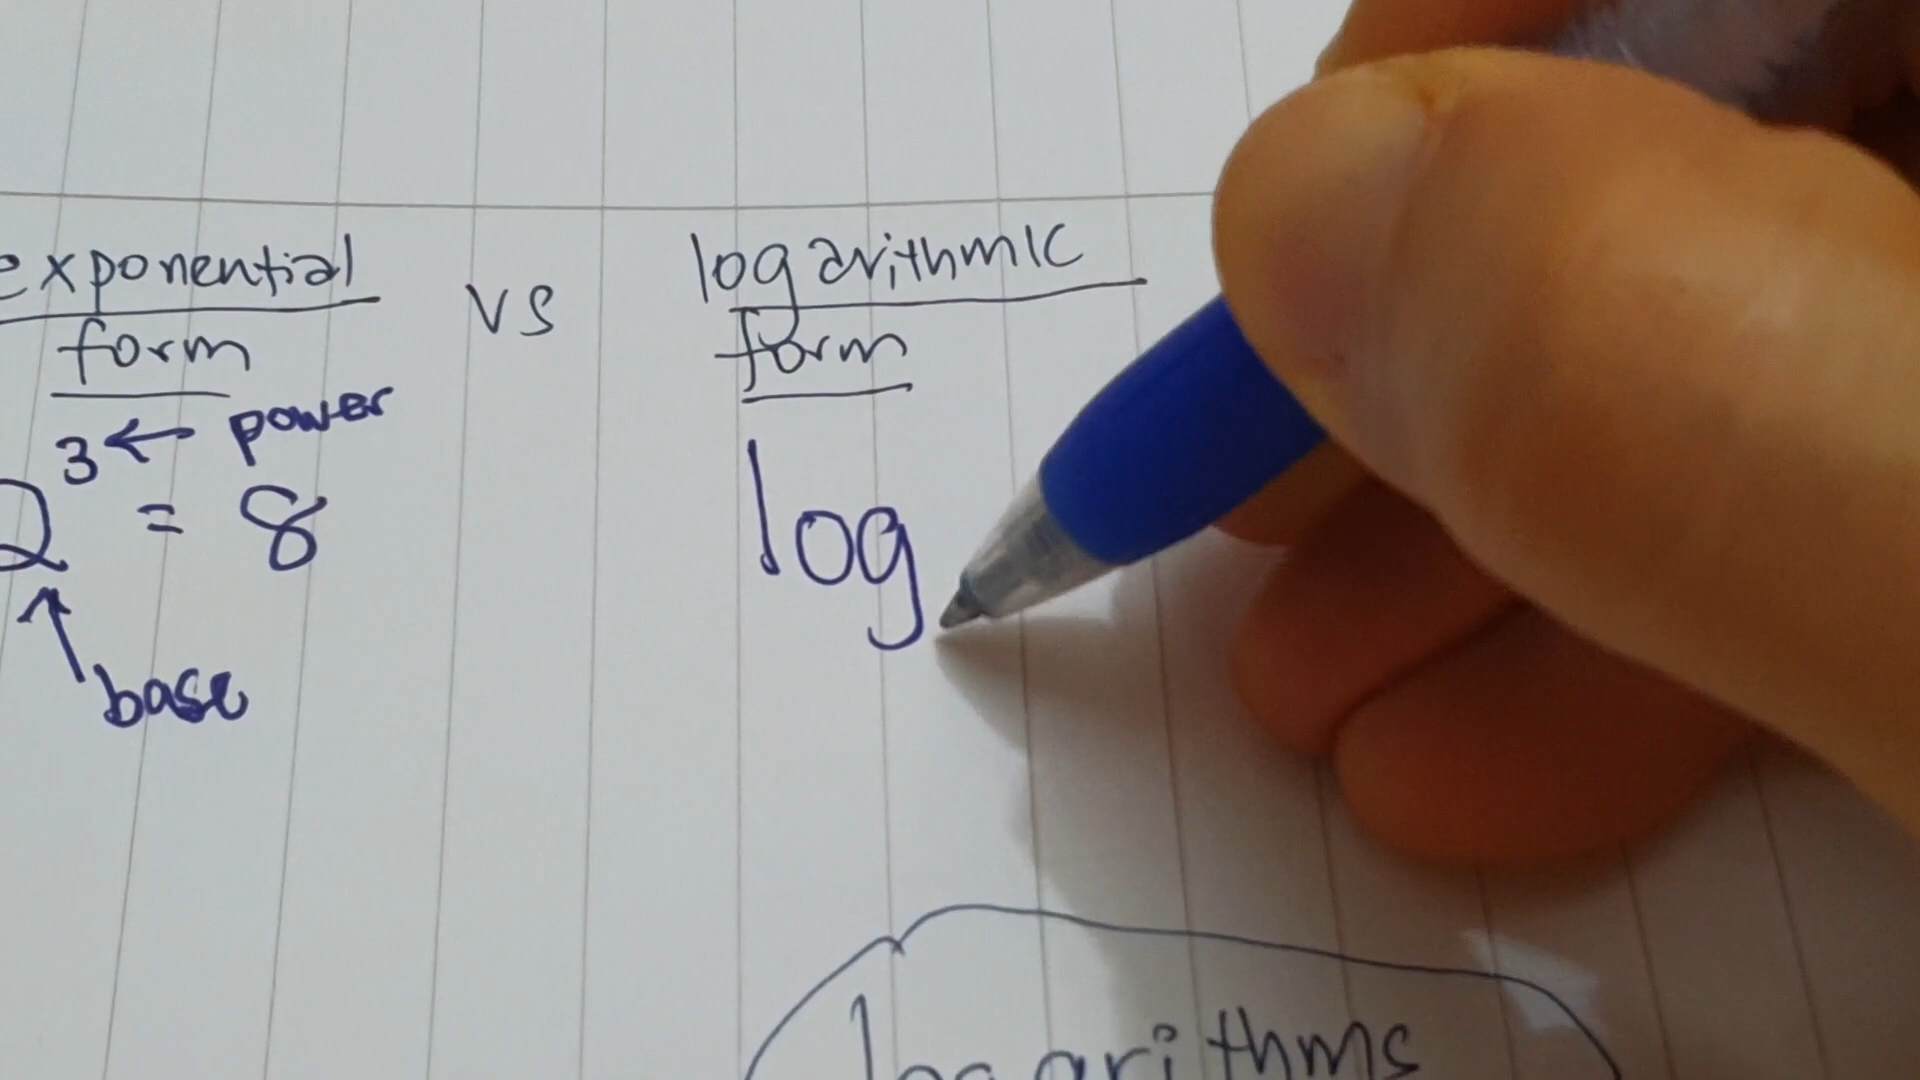 exponential
form
vs
logarithmic
form
3 ← power
2 = 8
↑
base
log
logarithms